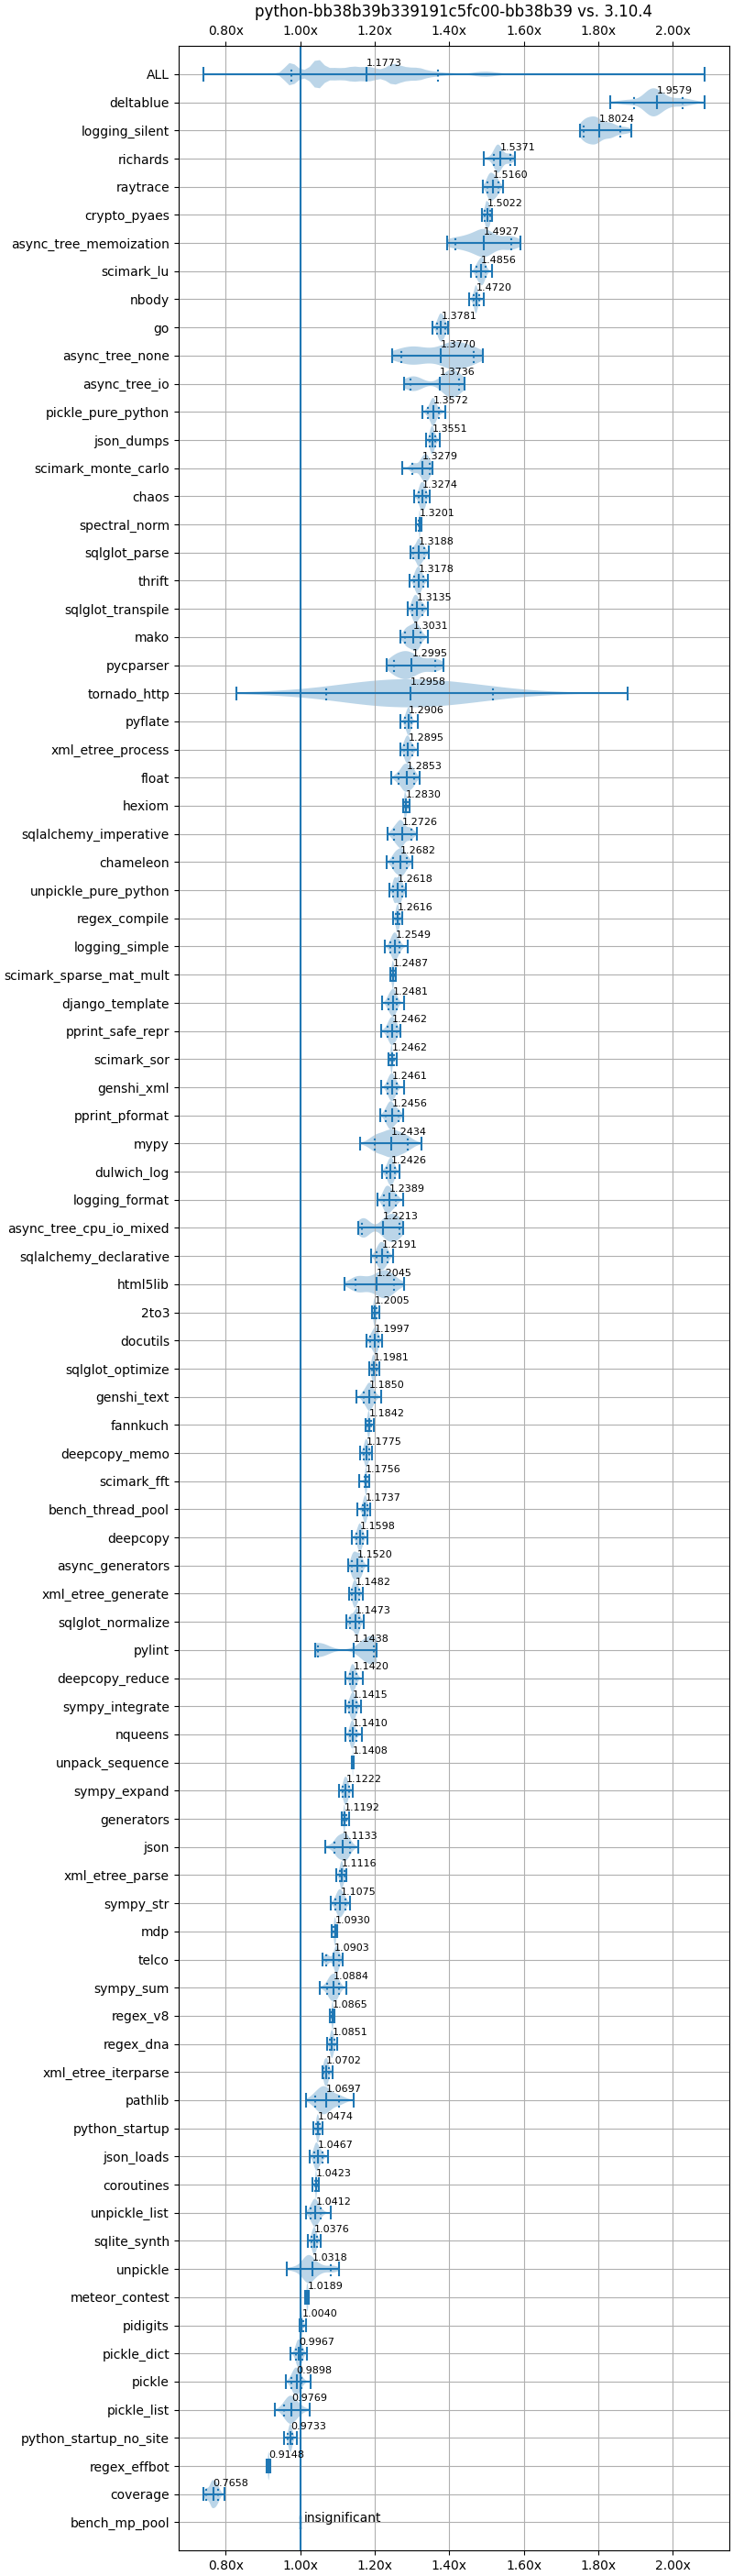 python-bb38b39b339191c5fc00-bb38b39 vs. 3.10.4
0.80x 1.00x 1.20x 1.40x 1.60x 1.80x 2.00x
ALL 1.1773
deltablue 1.9579
logging_silent 1.8024
richards 1.5371
raytrace 1.5160
crypto_pyaes 1.5022
async_tree_memoization 1.4927
scimark_lu 1.4856
nbody 1.4720
go 1.3781
async_tree_none 1.3770
async_tree_io 1.3736
pickle_pure_python 1.3572
json_dumps 1.3551
scimark_monte_carlo 1.3279
chaos 1.3274
spectral_norm 1.3201
sqlglot_parse 1.3188
thrift 1.3178
sqlglot_transpile 1.3135
mako 1.3031
pycparser 1.2995
tornado_http 1.2958
pyflate 1.2906
xml_etree_process 1.2895
float 1.2853
hexiom 1.2830
sqlalchemy_imperative 1.2726
chameleon 1.2682
unpickle_pure_python 1.2618
regex_compile 1.2616
logging_simple 1.2549
scimark_sparse_mat_mult 1.2487
django_template 1.2481
pprint_safe_repr 1.2462
scimark_sor 1.2462
genshi_xml 1.2461
pprint_pformat 1.2456
mypy 1.2434
dulwich_log 1.2426
logging_format 1.2389
async_tree_cpu_io_mixed 1.2213
sqlalchemy_declarative 1.2191
html5lib 1.2045
2to3 1.2005
docutils 1.1997
sqlglot_optimize 1.1981
genshi_text 1.1850
fannkuch 1.1842
deepcopy_memo 1.1775
scimark_fft 1.1756
bench_thread_pool 1.1737
deepcopy 1.1598
async_generators 1.1520
xml_etree_generate 1.1482
sqlglot_normalize 1.1473
pylint 1.1438
deepcopy_reduce 1.1420
sympy_integrate 1.1415
nqueens 1.1410
unpack_sequence 1.1408
sympy_expand 1.1222
generators 1.1192
json 1.1133
xml_etree_parse 1.1116
sympy_str 1.1075
mdp 1.0930
telco 1.0903
sympy_sum 1.0884
regex_v8 1.0865
regex_dna 1.0851
xml_etree_iterparse 1.0702
pathlib 1.0697
python_startup 1.0474
json_loads 1.0467
coroutines 1.0423
unpickle_list 1.0412
sqlite_synth 1.0376
unpickle 1.0318
meteor_contest 1.0189
pidigits 1.0040
pickle_dict 0.9967
pickle 0.9898
pickle_list 0.9769
python_startup_no_site 0.9733
regex_effbot 0.9148
coverage 0.7658
bench_mp_pool insignificant
0.80x 1.00x 1.20x 1.40x 1.60x 1.80x 2.00x